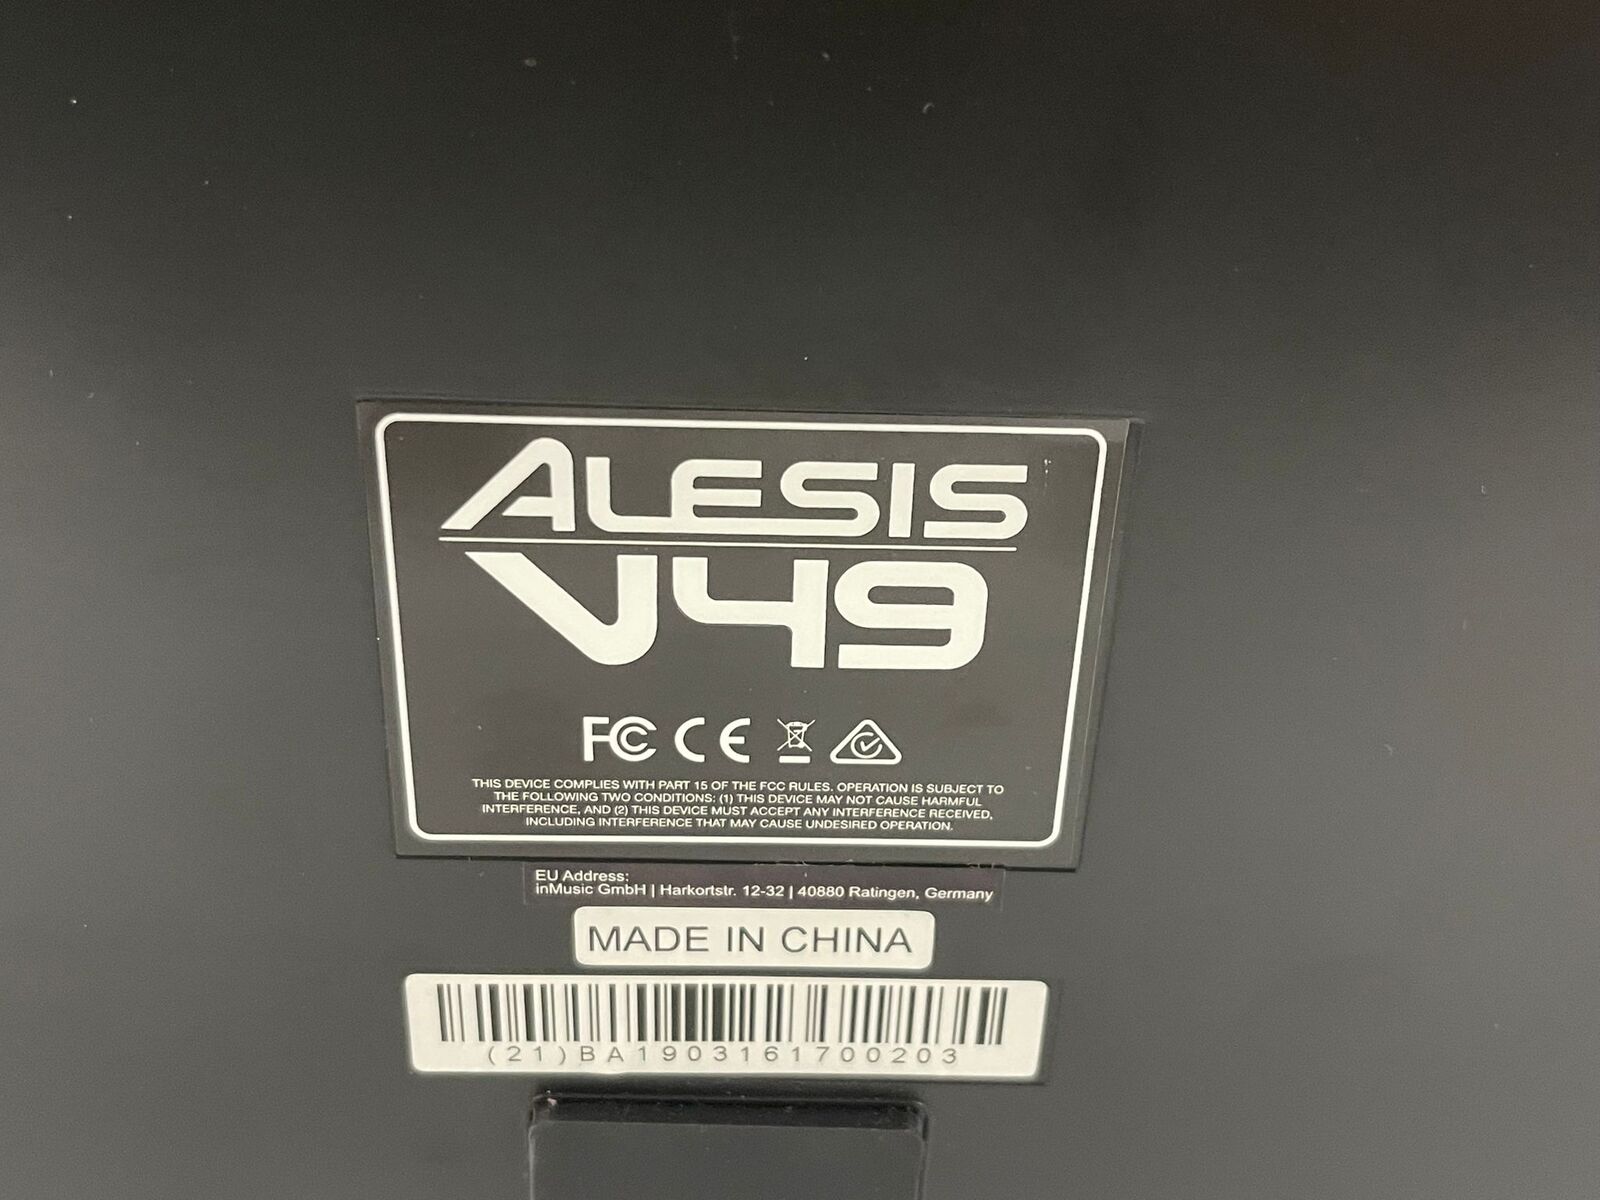 ALESIS
V49
FC CE
THIS DEVICE COMPLIES WITH PART 15 OF THE FCC RULES. OPERATION IS SUBJECT TO
THE FOLLOWING TWO CONDITIONS: (1) THIS DEVICE MAY NOT CAUSE HARMFUL
INTERFERENCE, AND (2) THIS DEVICE MUST ACCEPT ANY INTERFERENCE RECEIVED,
INCLUDING INTERFERENCE THAT MAY CAUSE UNDESIRED OPERATION.
EU Address:
inMusic GmbH | Harkortstr. 12-32 | 40880 Ratingen, Germany
MADE IN CHINA
(21)BA1903161700203